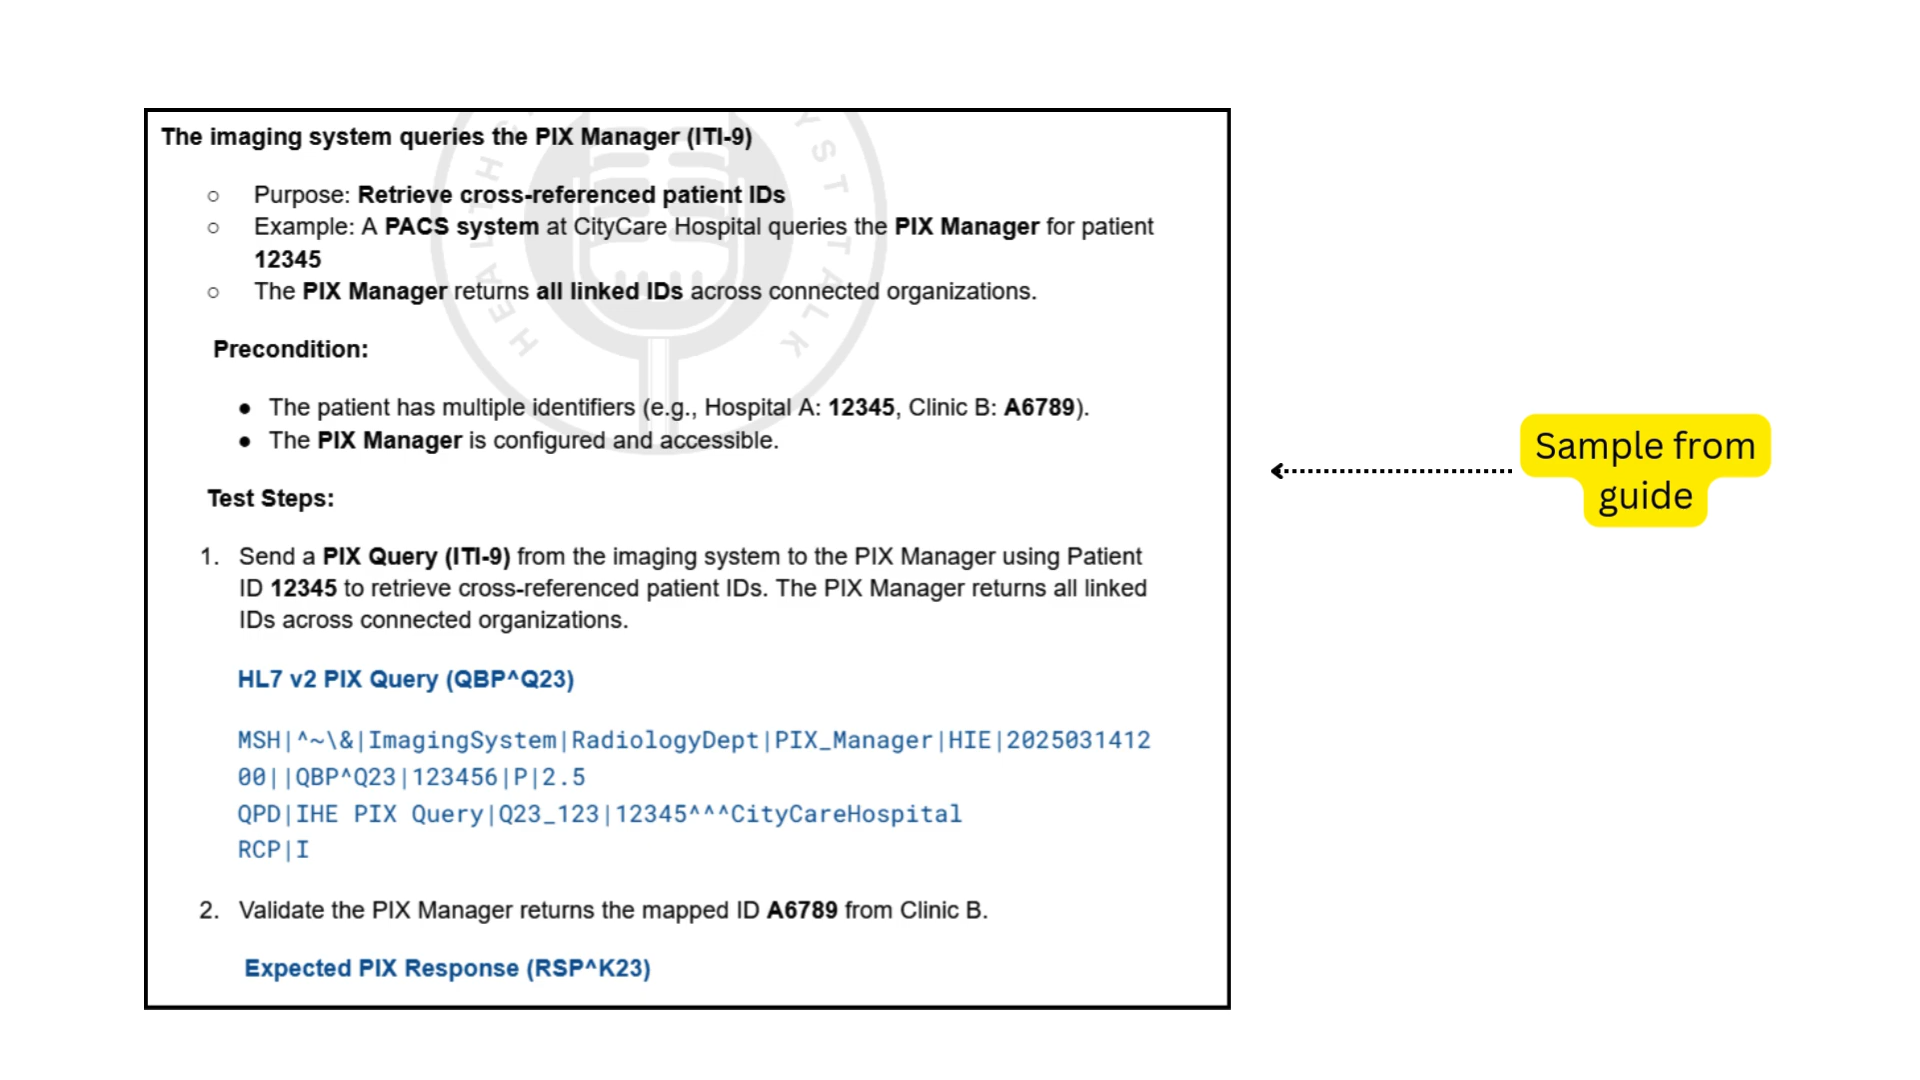 The imaging system queries the PIX Manager (ITI-9)
○ Purpose: Retrieve cross-referenced patient IDs
○ Example: A PACS system at CityCare Hospital queries the PIX Manager for patient
12345
○ The PIX Manager returns all linked IDs across connected organizations.
Precondition:
● The patient has multiple identifiers (e.g., Hospital A: 12345, Clinic B: A6789).
● The PIX Manager is configured and accessible.
Test Steps:
1. Send a PIX Query (ITI-9) from the imaging system to the PIX Manager using Patient
ID 12345 to retrieve cross-referenced patient IDs. The PIX Manager returns all linked
IDs across connected organizations.
HL7 v2 PIX Query (QBP^Q23)
MSH|^~\&|ImagingSystem|RadiologyDept|PIX_Manager|HIE|2025031412
00||QBP^Q23|123456|P|2.5
QPD|IHE PIX Query|Q23_123|12345^^^CityCareHospital
RCP|I
2. Validate the PIX Manager returns the mapped ID A6789 from Clinic B.
Expected PIX Response (RSP^K23)
Sample from
guide